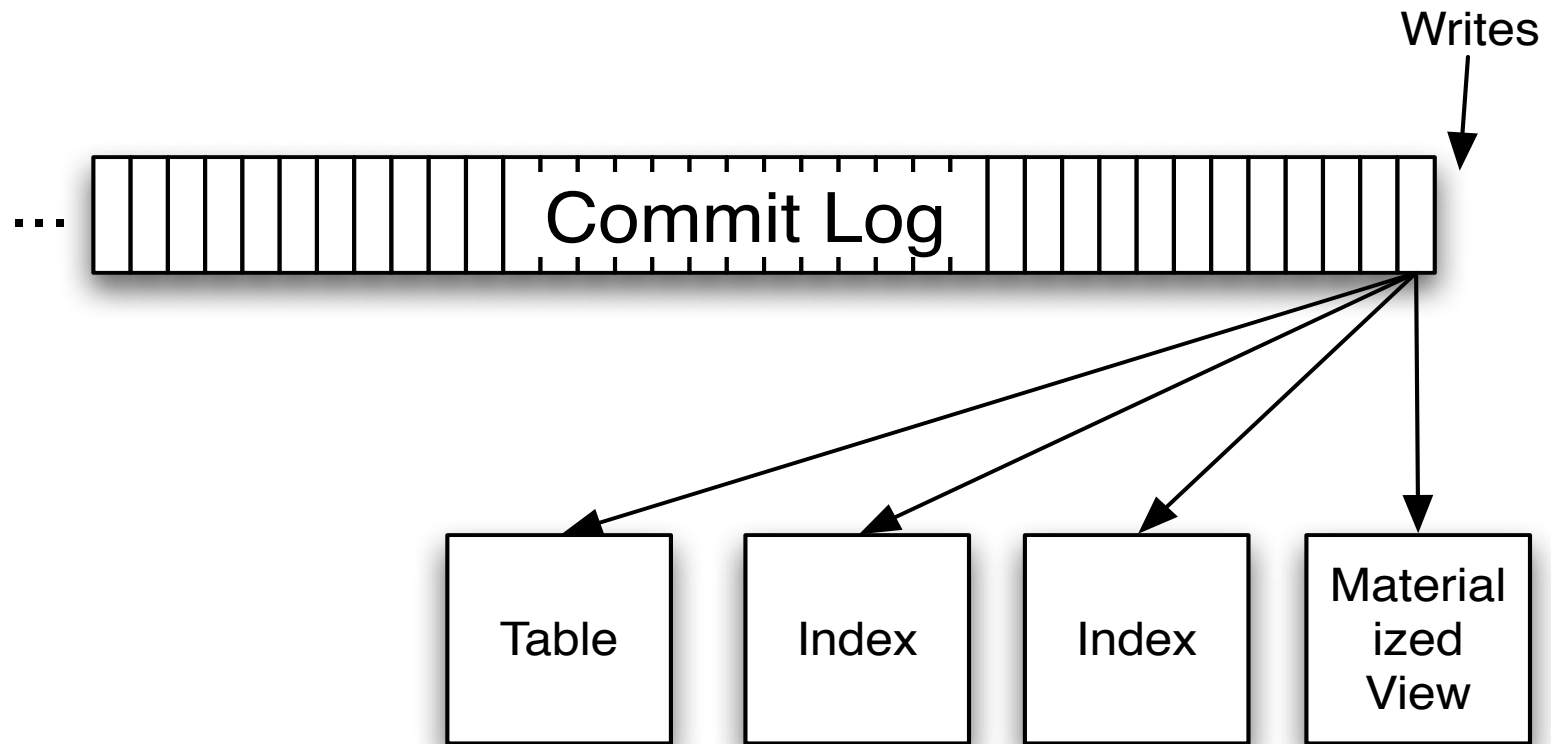 Writes
...
Commit Log
Table
Index
Index
Material
ized
View